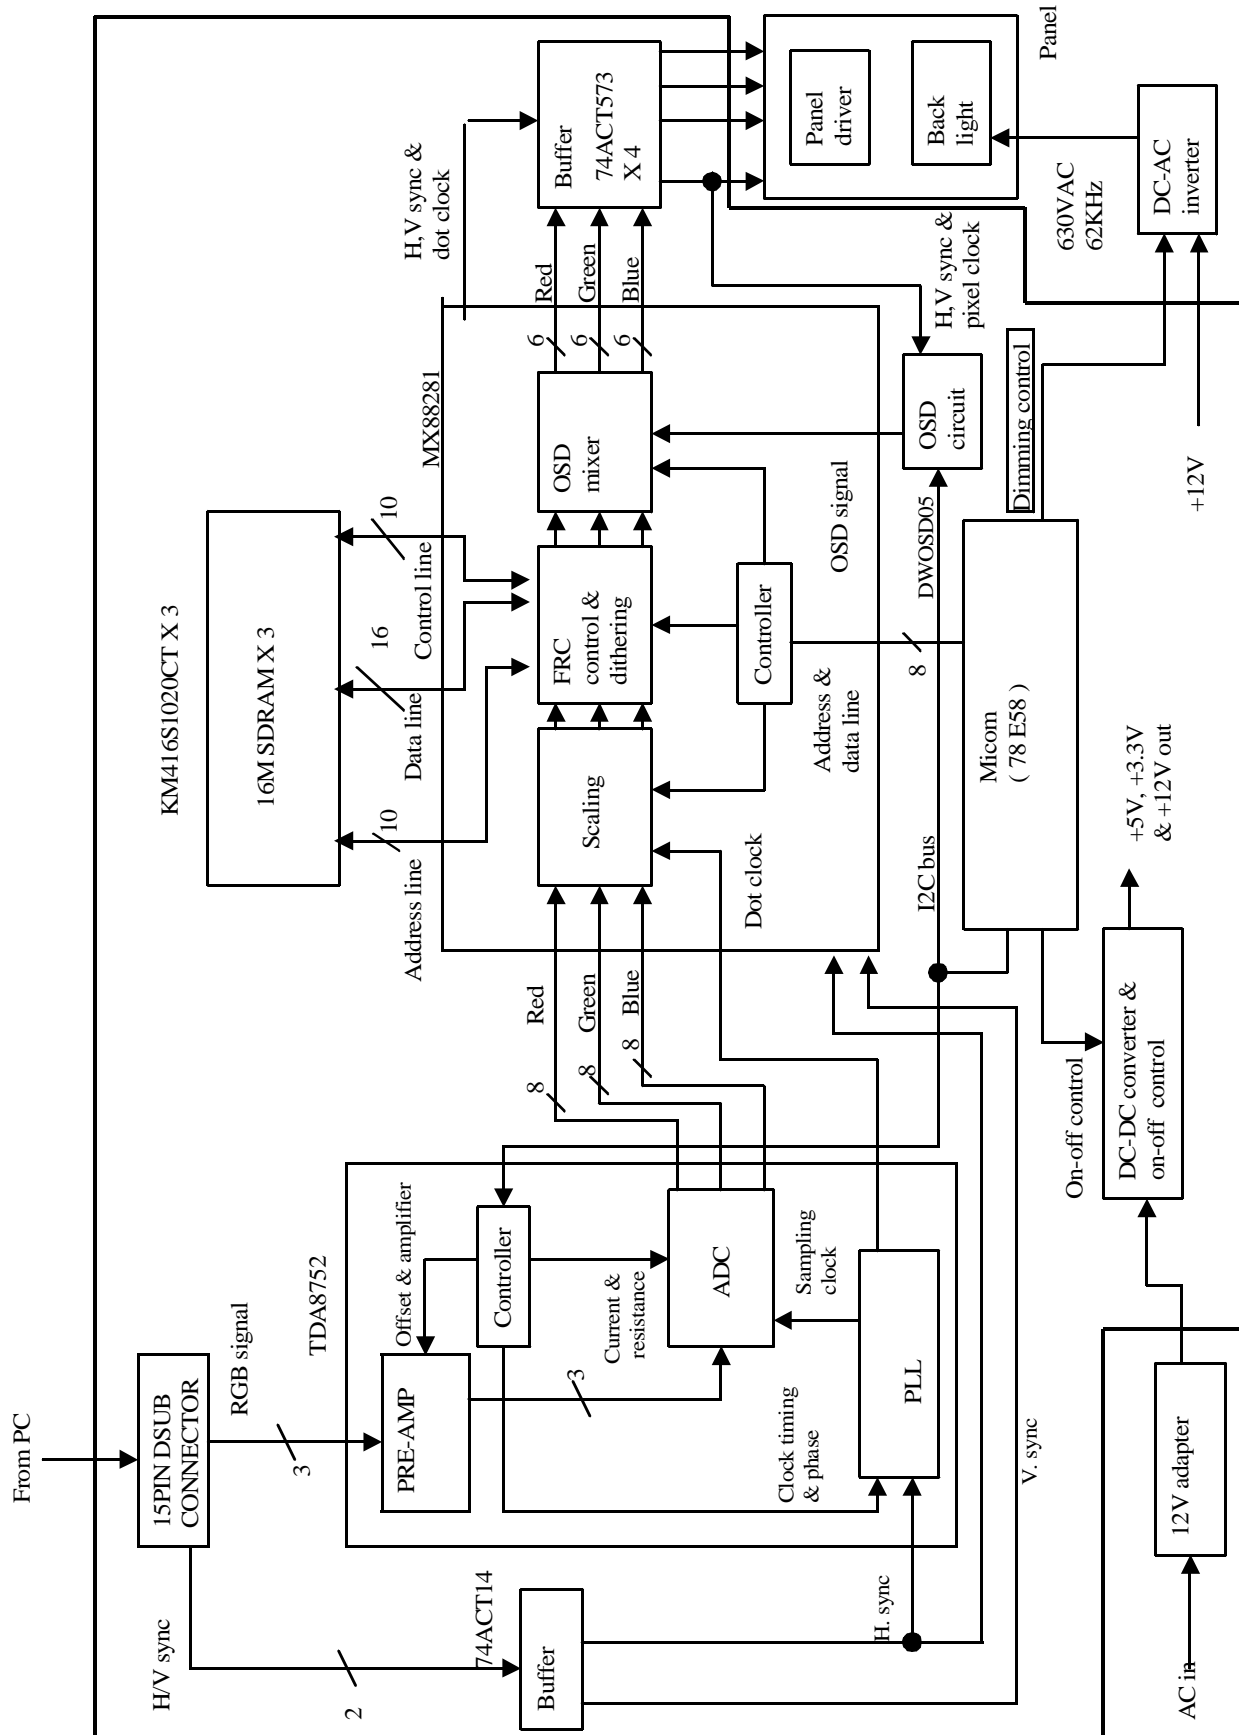 From PC
15PIN DSUB
CONNECTOR
H/V sync
2
RGB signal
3
74ACT14
Buffer
H. sync
V. sync
TDA8752
PRE-AMP
Offset & amplifier
Controller
3
Current &
resistance
ADC
Sampling
clock
Clock timing
& phase
PLL
8
8
8
Red
Green
Blue
Dot clock
KM416S1020CT X 3
16M SDRAM X 3
Address line
10
Data line
16
Control line
10
MX88281
Scaling
FRC
control &
dithering
OSD
mixer
Controller
OSD signal
Address &
data line
8
6
6
6
Red
Green
Blue
H,V sync &
dot clock
Buffer
74ACT573
X 4
Panel
driver
Back
light
Panel
H,V sync &
pixel clock
OSD
circuit
DWOSD05
I2C bus
Micom
( 78 E58 )
Dimming control
630VAC
62KHz
DC-AC
inverter
+12V
On-off control
DC-DC converter &
on-off control
+5V, +3.3V
& +12V out
12V adapter
AC in